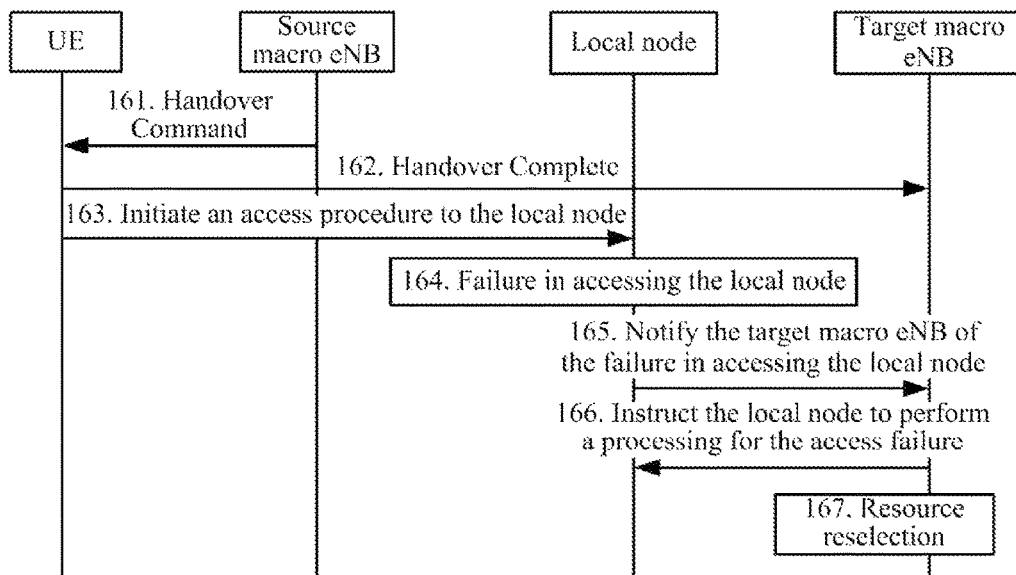 UE
Source
macro eNB
Local node
Target macro
eNB
161. Handover
Command
162. Handover Complete
163. Initiate an access procedure to the local node
164. Failure in accessing the local node
165. Notify the target macro eNB of
the failure in accessing the local node
166. Instruct the local node to perform
a processing for the access failure
167. Resource
reselection